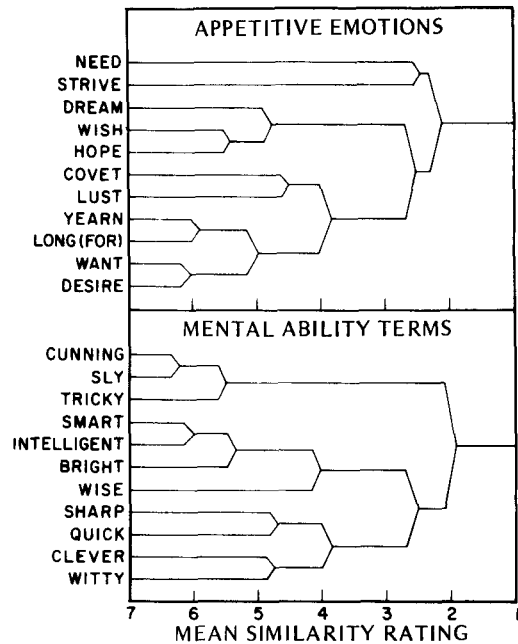 APPETITIVE EMOTIONS
NEED
STRIVE
DREAM
WISH
HOPE
COVET
LUST
YEARN
LONG (FOR)
WANT
DESIRE
MENTAL ABILITY TERMS
CUNNING
SLY
TRICKY
SMART
INTELLIGENT
BRIGHT
WISE
SHARP
QUICK
CLEVER
WITTY
7 6 5 4 3 2 1
MEAN SIMILARITY RATING